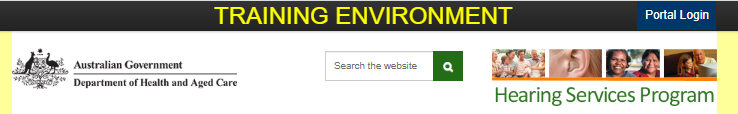 TRAINING ENVIRONMENT
Portal Login
Australian Government
Department of Health and Aged Care
Search the website
Hearing Services Program